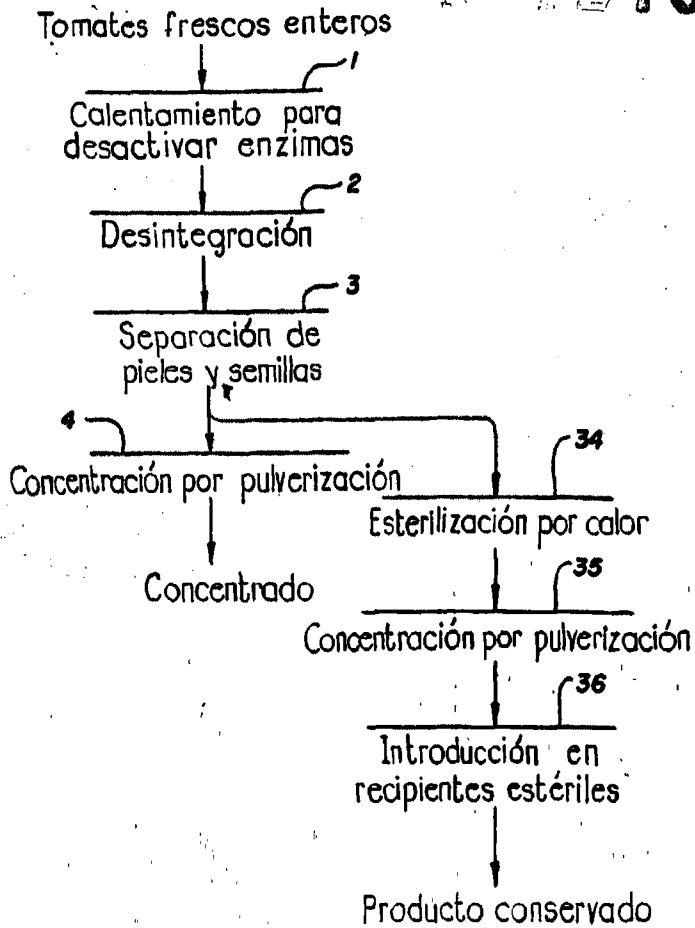 Tomates frescos enteros
1
Calentamiento para
desactivar enzimas
2
Desintegración
3
Separación de
pieles y semillas
4
Concentración por pulverización
Concentrado
34
Esterilización por calor
35
Concentración por pulverización
36
Introducción en
recipientes estériles
Producto conservado